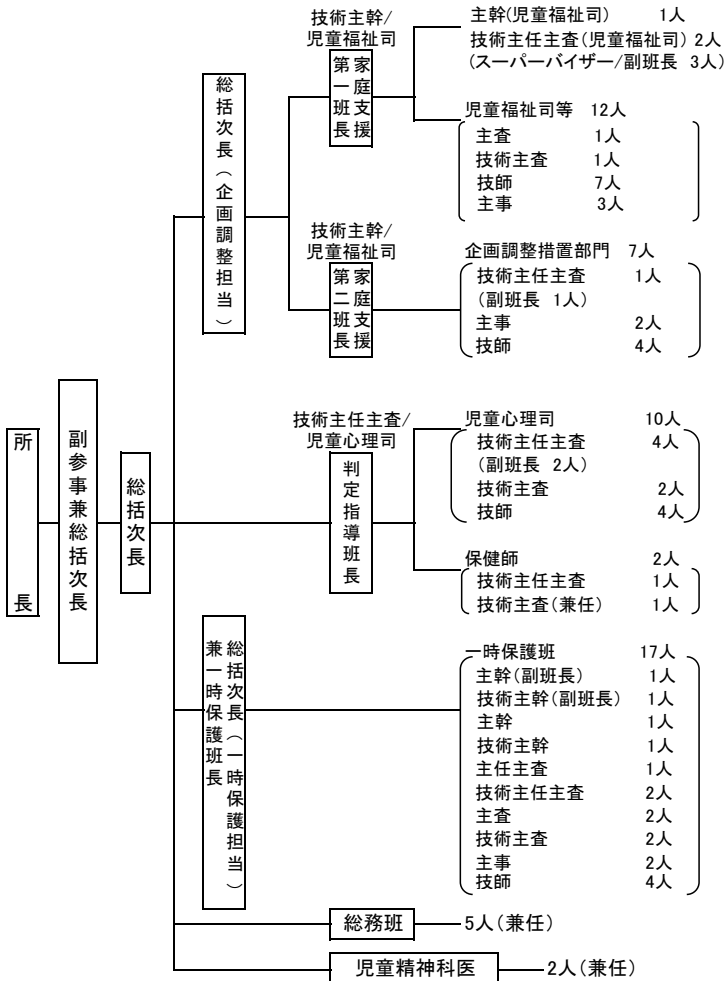 所長
副参事兼総括次長
総括次長
総括次長（企画調整担当）
技術主幹/
児童福祉司
家庭支援
第一班長
主幹(児童福祉司) 1人
技術主任主査(児童福祉司) 2人
(スーパーバイザー/副班長 3人)
児童福祉司等 12人
主査 1人
技術主査 1人
技師 7人
主事 3人
技術主幹/
児童福祉司
家庭支援
第二班長
企画調整措置部門 7人
技術主任主査 1人
(副班長 1人)
主事 2人
技師 4人
技術主任主査/
児童心理司
判定指導班長
児童心理司 10人
技術主任主査 4人
(副班長 2人)
技術主査 2人
技師 4人
保健師 2人
技術主任主査 1人
技術主査(兼任) 1人
総括次長（一時保護担当）
兼一時保護班長
一時保護班 17人
主幹(副班長) 1人
技術主幹(副班長) 1人
主幹 1人
技術主幹 1人
主任主査 1人
技術主任主査 2人
主査 2人
技術主査 2人
主事 2人
技師 4人
総務班
5人(兼任)
児童精神科医
2人(兼任)